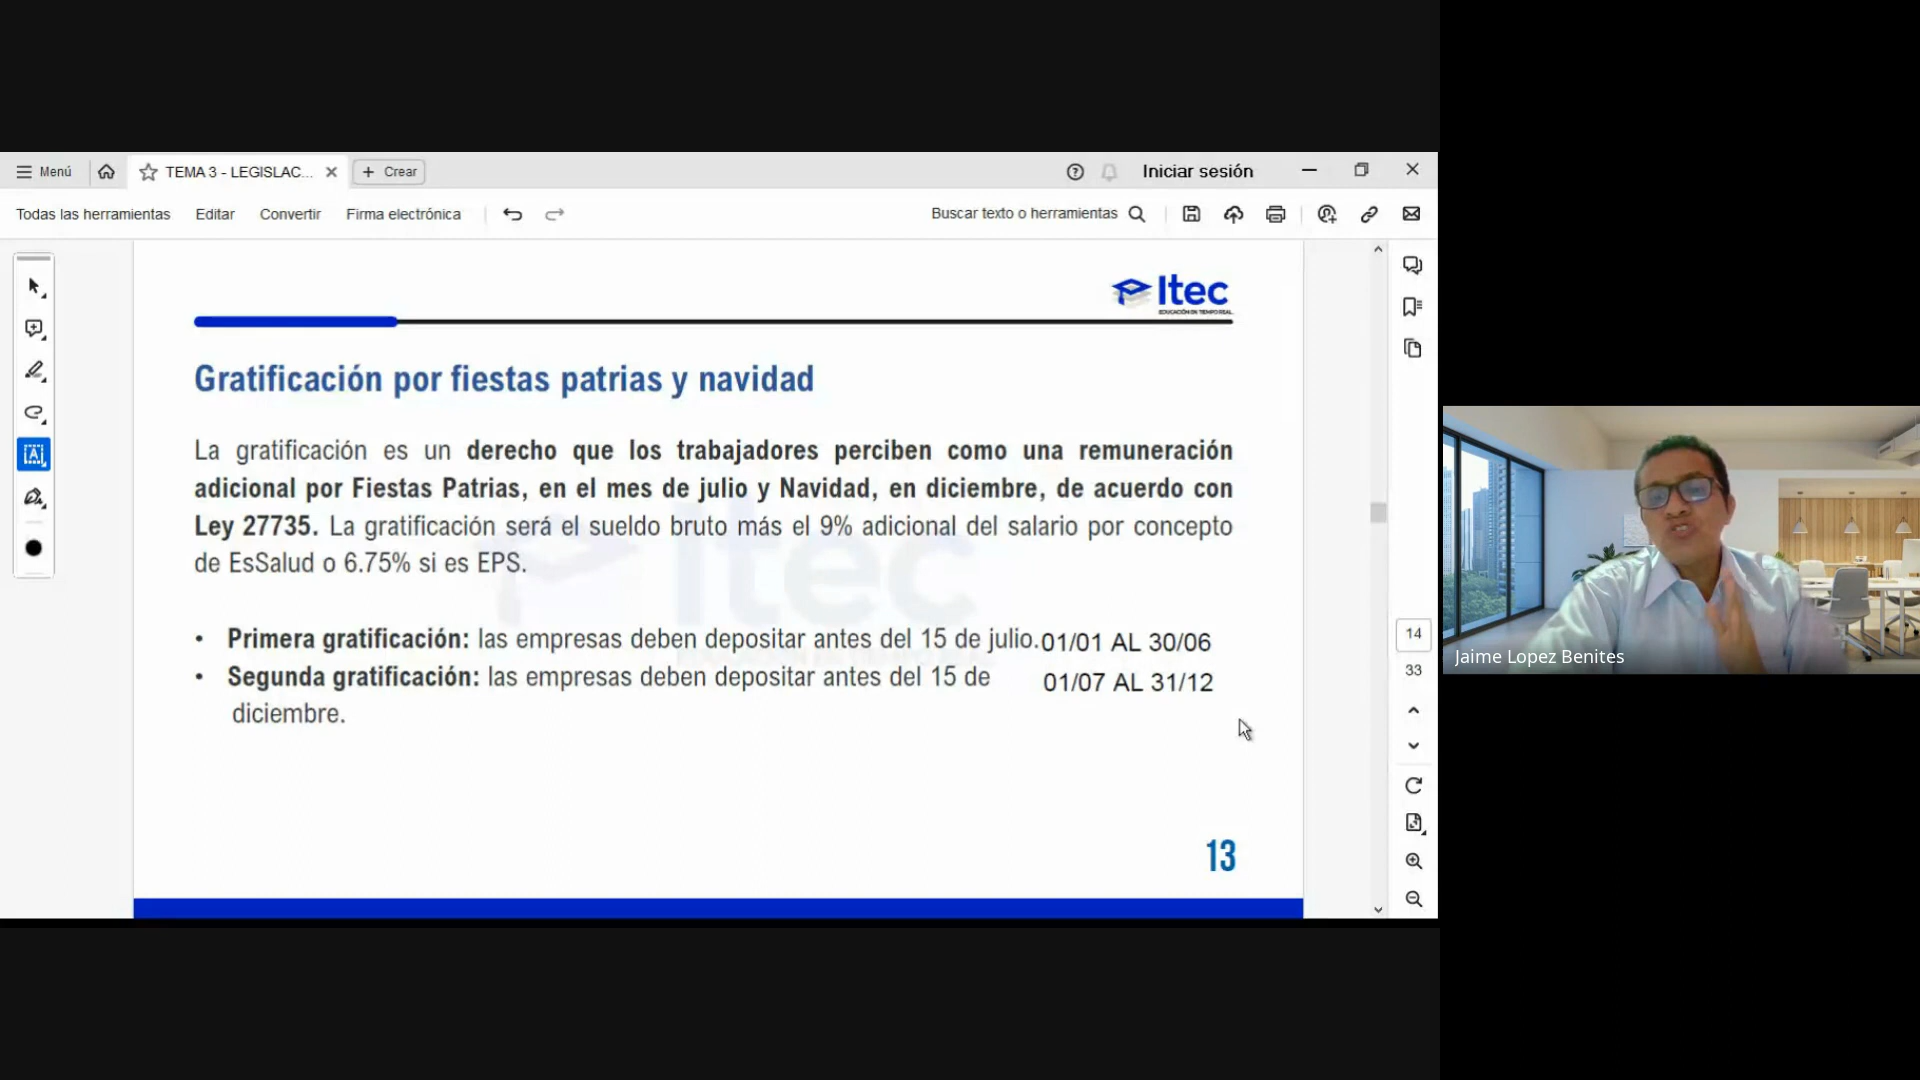 Menú
TEMA 3 - LEGISLAC...
Crear
Iniciar sesión
Todas las herramientas
Editar
Convertir
Firma electrónica
Buscar texto o herramientas
Itec
EDUCACIÓN EN TIEMPO REAL
Gratificación por fiestas patrias y navidad
La gratificación es un derecho que los trabajadores perciben como una remuneración
adicional por Fiestas Patrias, en el mes de julio y Navidad, en diciembre, de acuerdo con
Ley 27735. La gratificación será el sueldo bruto más el 9% adicional del salario por concepto
de EsSalud o 6.75% si es EPS.
• Primera gratificación: las empresas deben depositar antes del 15 de julio. 01/01 AL 30/06
• Segunda gratificación: las empresas deben depositar antes del 15 de 01/07 AL 31/12
diciembre.
13
14
33
Jaime Lopez Benites